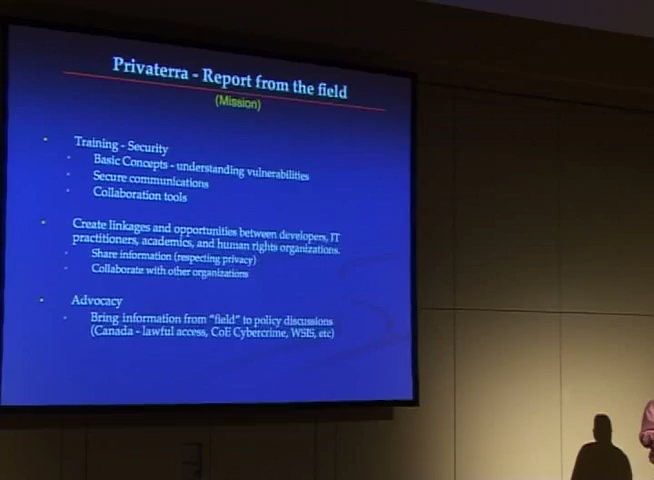 Privaterra - Report from the field
(Mission)
Training - Security
Basic Concepts - understanding vulnerabilities
Secure communications
Collaboration tools
Create linkages and opportunities between developers, IT
practitioners, academics, and human rights organizations.
Share information (respecting privacy)
Collaborate with other organizations
Advocacy
Bring information from "field" to policy discussions
(Canada - lawful access, CoE Cybercrime, WSIS, etc)